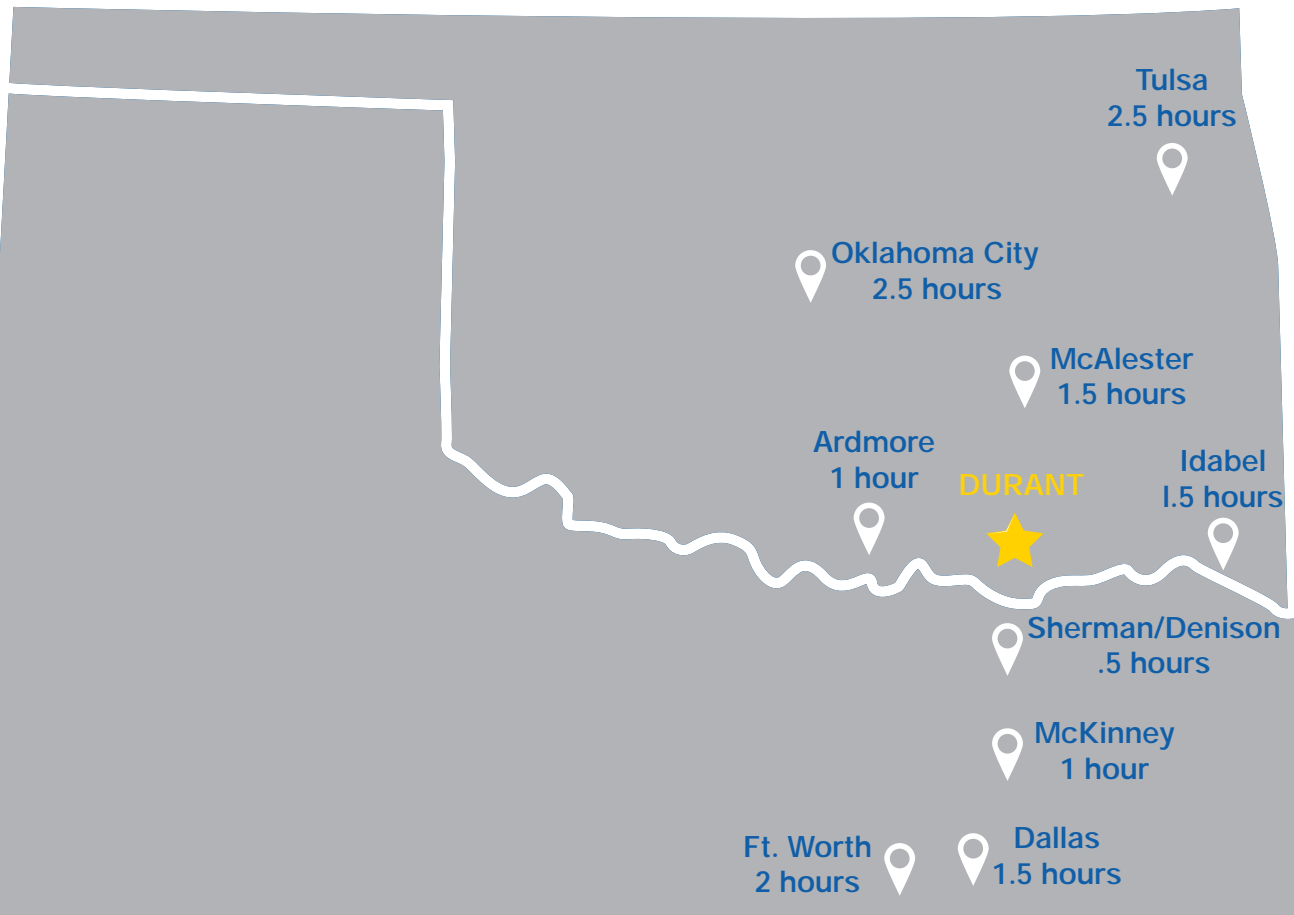 Tulsa
2.5 hours
Oklahoma City
2.5 hours
McAlester
1.5 hours
Ardmore
1 hour
DURANT
Idabel
l.5 hours
Sherman/Denison
.5 hours
McKinney
1 hour
Ft. Worth
2 hours
Dallas
1.5 hours